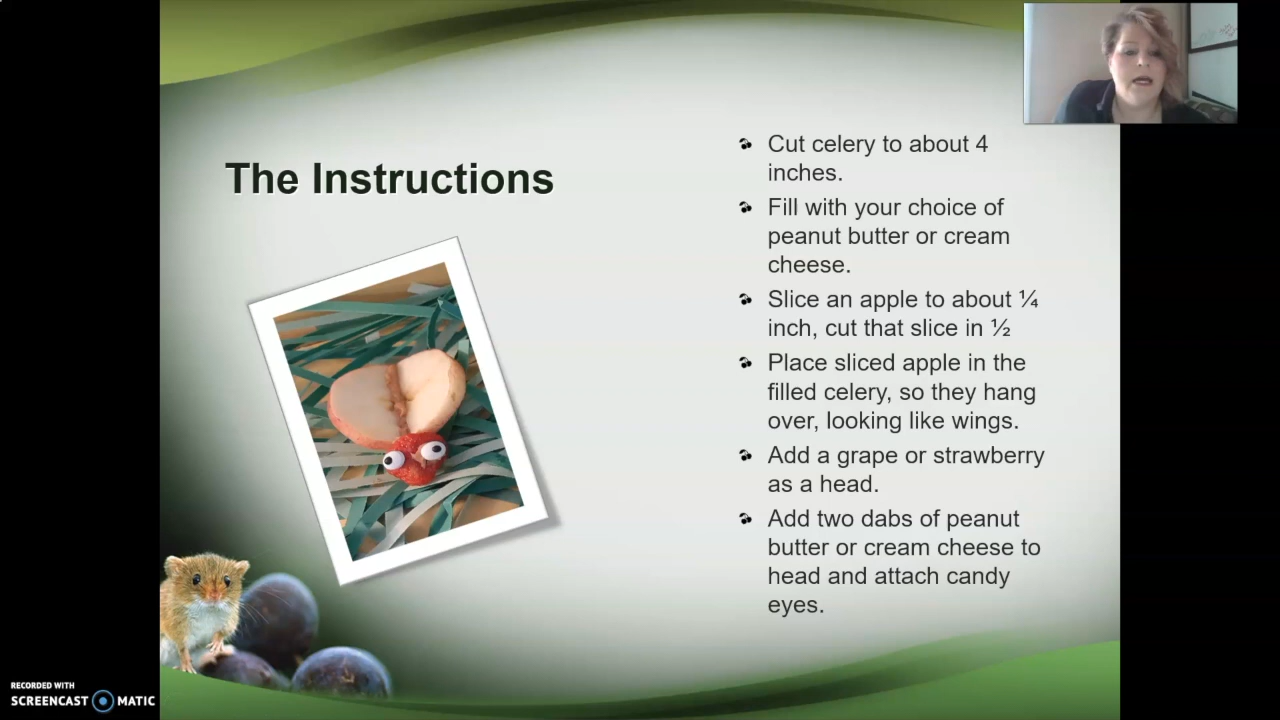 The Instructions
Cut celery to about 4
inches.
Fill with your choice of
peanut butter or cream
cheese.
Slice an apple to about ¼
inch, cut that slice in ½
Place sliced apple in the
filled celery, so they hang
over, looking like wings.
Add a grape or strawberry
as a head.
Add two dabs of peanut
butter or cream cheese to
head and attach candy
eyes.
RECORDED WITH
SCREENCAST MATIC